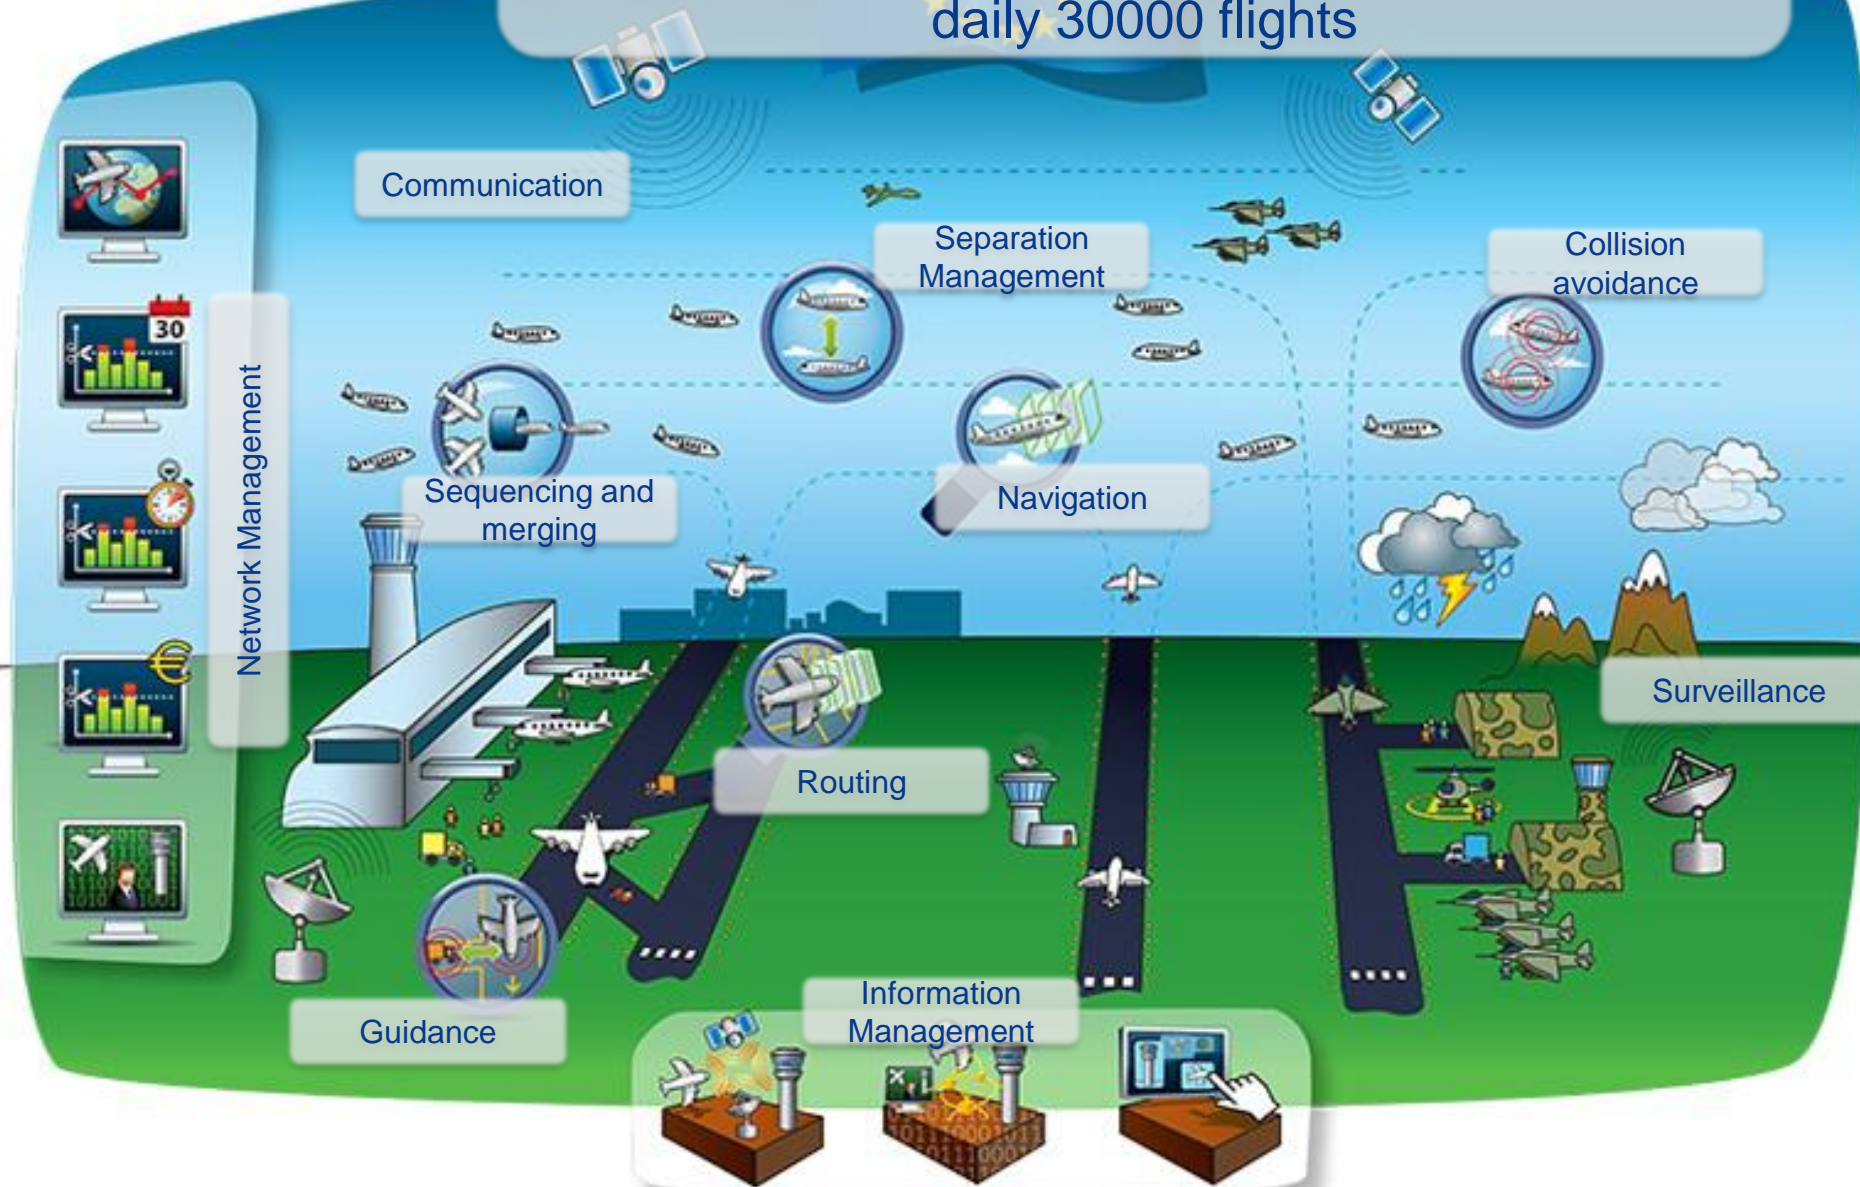 daily 30000 flights
Communication
Separation
Management
Collision
avoidance
30
Network Management
Sequencing and
merging
Navigation
€
Surveillance
Routing
Guidance
Information
Management